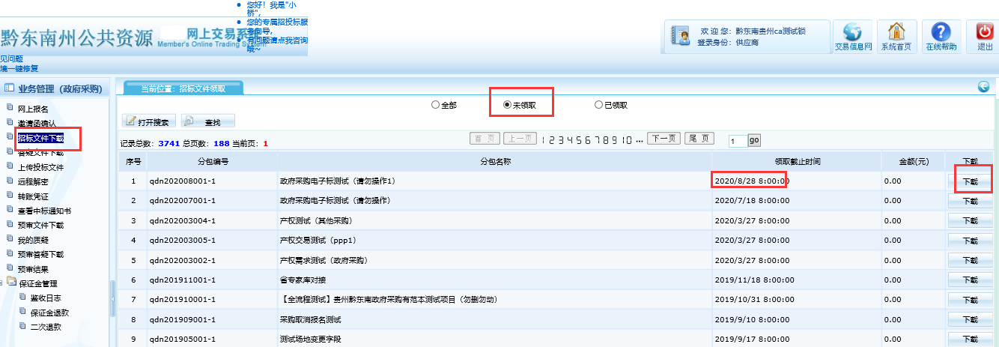 您好！我是"小
桥"，
您的专属招投标服
务向导，
有问题请点我咨询
哦~
黔东南州公共资源 网上交易系统
Member's Online Trading System
欢 迎 您：黔东南贵州ca测试锁
登录身份：供应商
交易信息网 系统首页 在线帮助 退出
见问题
境一键修复
业务管理（政府采购）
网上报名
邀请函确认
招标文件下载
答疑文件下载
上传投标文件
远程解密
转账凭证
查看中标通知书
预审文件下载
我的质疑
预审答疑下载
预审结果
保证金管理
鉴收日志
保证金退款
二次退款
当前位置：招标文件领取
全部 未领取 已领取
打开搜索 查找
记录总数：3741 总页数：188 当前页：1
首 页 上一页 1 2 3 4 5 6 7 8 9 10 ... 下一页 尾 页 1 go
序号 分包编号 分包名称 领取截止时间 金额(元) 下载
1 qdn202008001-1 政府采购电子标测试（请勿操作1） 2020/8/28 8:00:00 0.00 下载
2 qdn202007001-1 政府采购电子标测试（请勿操作） 2020/7/18 8:00:00 0.00 下载
3 qdn202003004-1 产权测试（其他采购） 2020/3/27 8:00:00 0.00 下载
4 qdn202003005-1 产权交易测试（ppp1） 2020/3/27 8:00:00 0.00 下载
5 qdn202003002-1 产权需求测试（政府采购） 2020/3/27 8:00:00 0.00 下载
6 qdn201911001-1 省专家库对接 2019/11/18 8:00:00 0.00 下载
7 qdn201910001-1 【全流程测试】贵州黔东南政府采购有范本测试项目（勿删勿动） 2019/10/31 8:00:00 0.00 下载
8 qdn201909001-1 采购取消报名测试 2019/9/10 8:00:00 0.00 下载
9 qdn201905001-1 测试场地变更字段 2019/9/17 8:00:00 0.00 下载